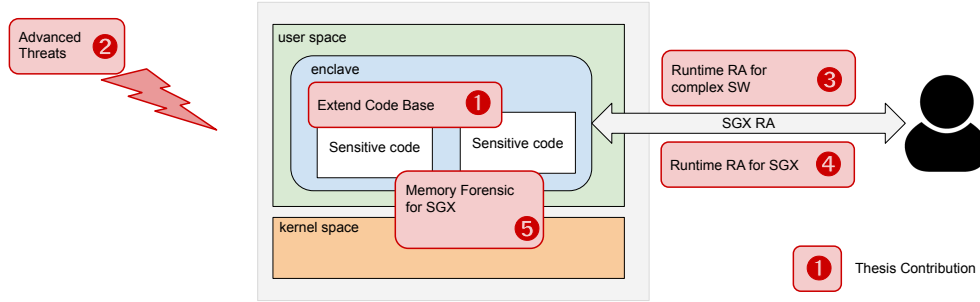 Advanced
Threats
2
user space
enclave
Extend Code Base
1
Sensitive code
Sensitive code
Memory Forensic
for SGX
5
kernel space
Runtime RA for
complex SW
3
SGX RA
Runtime RA for SGX
4
1
Thesis Contribution